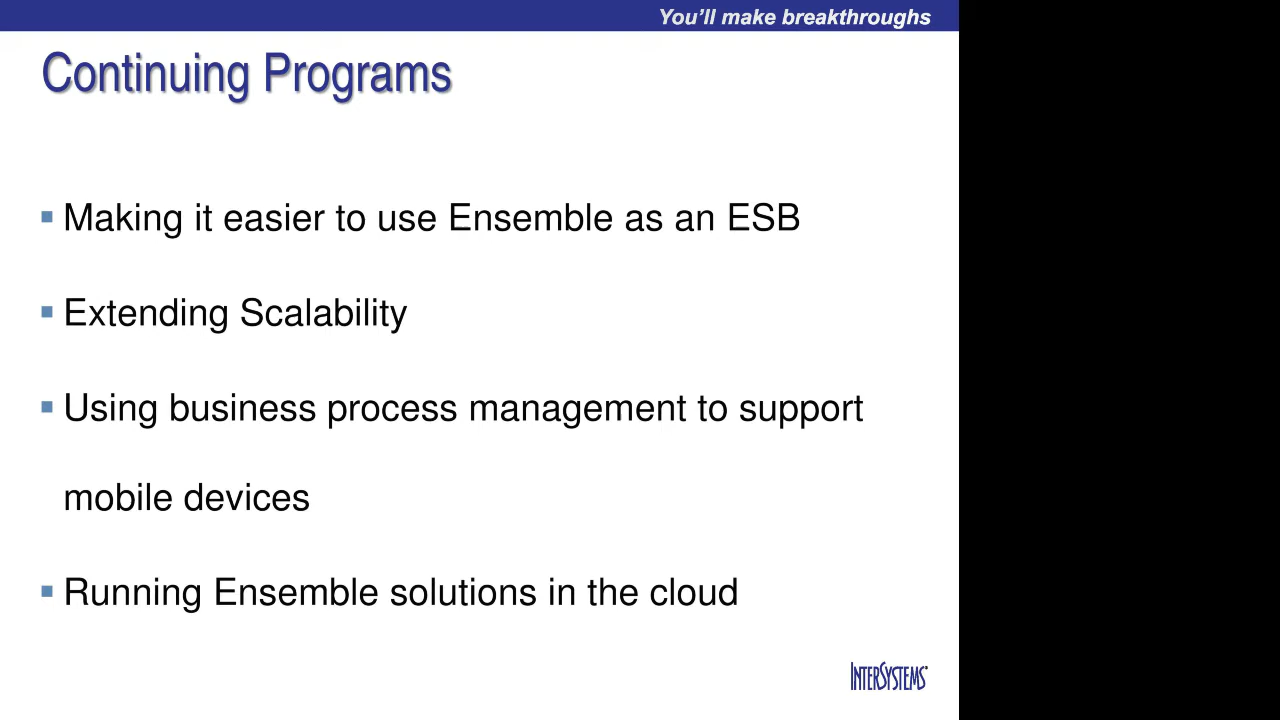 You'll make breakthroughs
Continuing Programs
Making it easier to use Ensemble as an ESB
Extending Scalability
Using business process management to support
mobile devices
Running Ensemble solutions in the cloud
INTERSYSTEMS